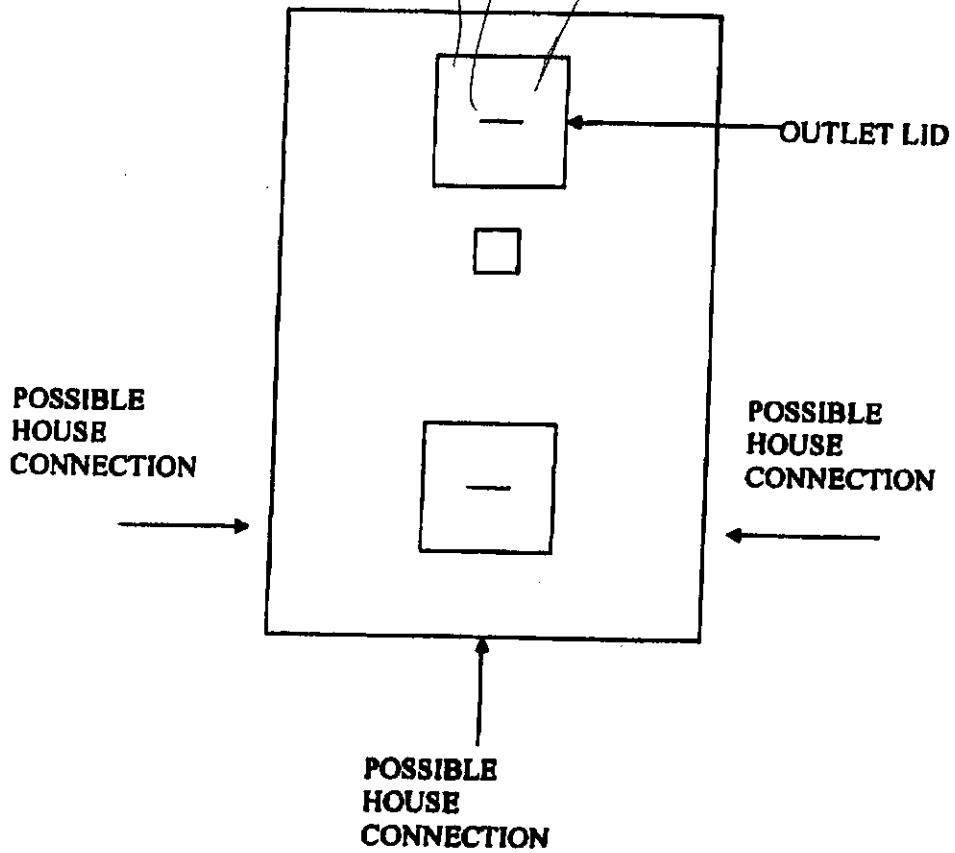 OUTLET LID
POSSIBLE
HOUSE
CONNECTION
POSSIBLE
HOUSE
CONNECTION
POSSIBLE
HOUSE
CONNECTION